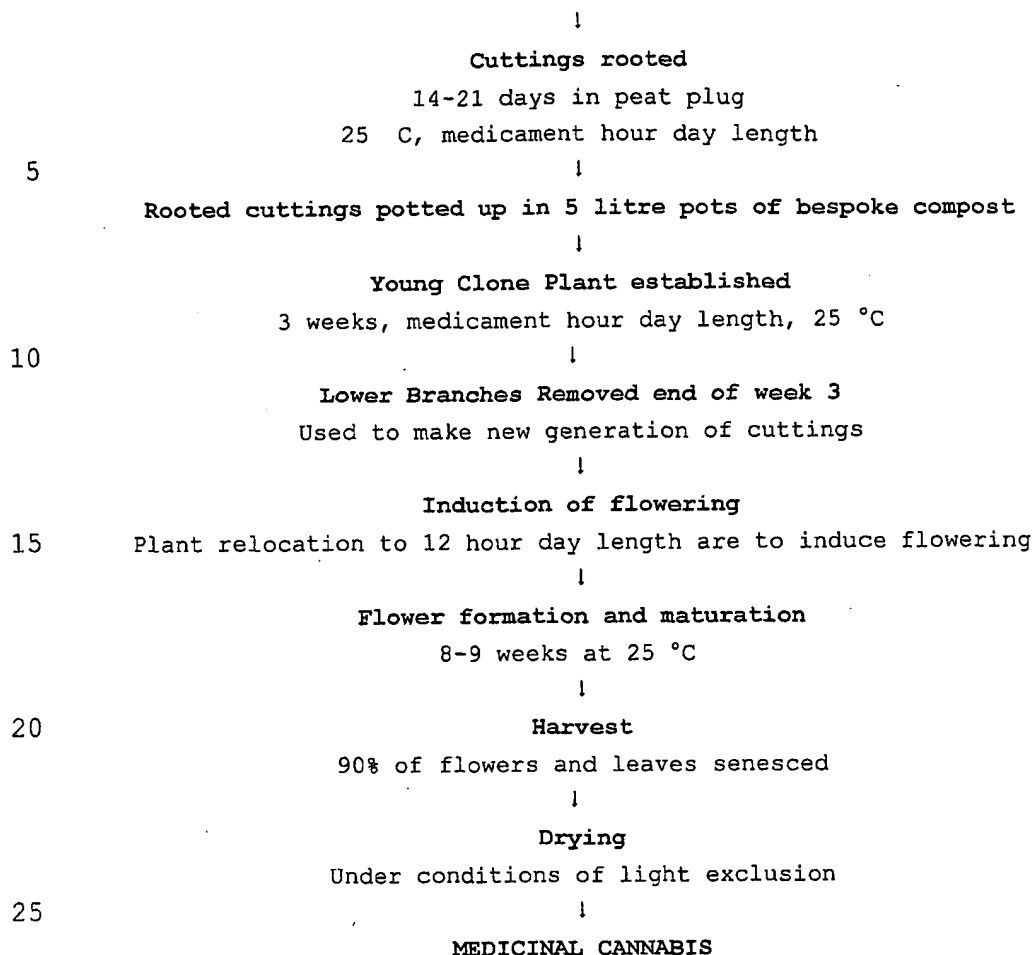 ↓
Cuttings rooted
14-21 days in peat plug
25 C, medicament hour day length
5 ↓
Rooted cuttings potted up in 5 litre pots of bespoke compost
↓
Young Clone Plant established
3 weeks, medicament hour day length, 25 °C
10 ↓
Lower Branches Removed end of week 3
Used to make new generation of cuttings
↓
Induction of flowering
15 Plant relocation to 12 hour day length are to induce flowering
↓
Flower formation and maturation
8-9 weeks at 25 °C
↓
20 Harvest
90% of flowers and leaves senesced
↓
Drying
Under conditions of light exclusion
25 ↓
MEDICINAL CANNABIS